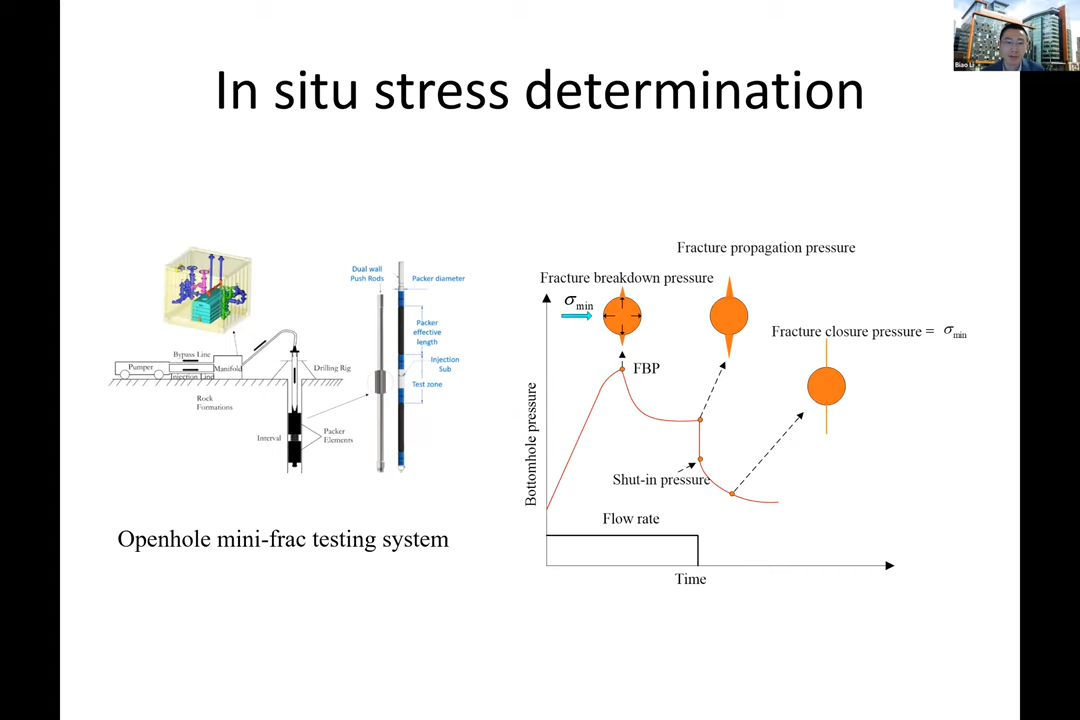 Biao Li
In situ stress determination
Dual wall
Push Rods
Packer diameter
Packer
effective
length
Injection
Sub
Test zone
Bypass Line
Pumper
Manifold
Injection Line
Drilling Rig
Rock
Formations
Interval
Packer
Elements
Openhole mini-frac testing system
Fracture propagation pressure
Fracture breakdown pressure
σmin
Fracture closure pressure = σmin
FBP
Bottomhole pressure
Shut-in pressure
Flow rate
Time